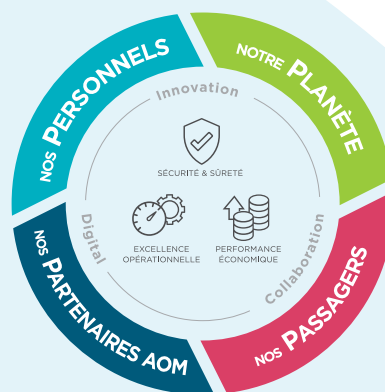 NOS PERSONNELS
NOTRE PLANÈTE
Innovation
SÉCURITÉ & SÛRETÉ
EXCELLENCE
OPÉRATIONNELLE
PERFORMANCE
ÉCONOMIQUE
Digital
Collaboration
NOS PARTENAIRES AOM
NOS PASSAGERS